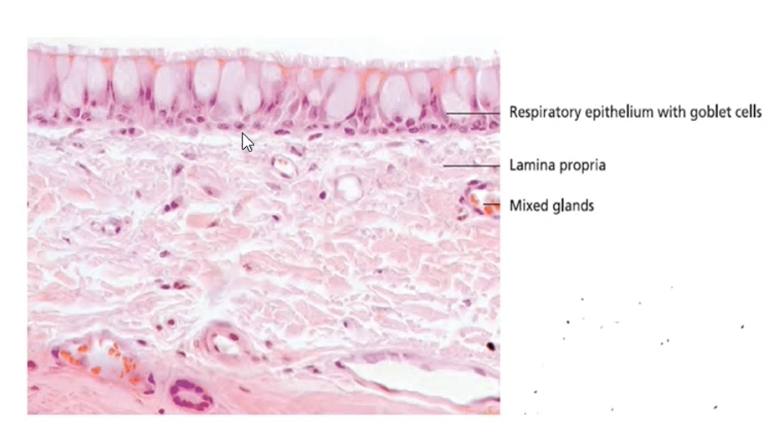 Respiratory epithelium with goblet cells
Lamina propria
Mixed glands